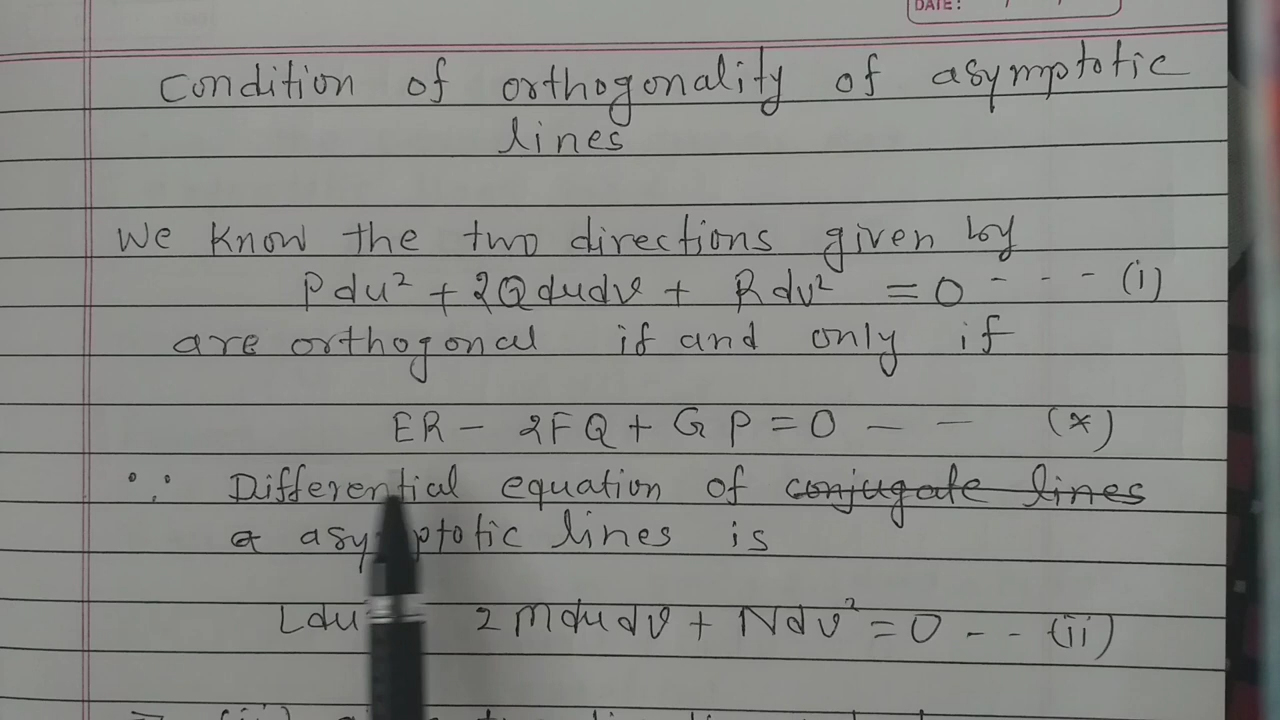 DATE:
Condition of orthogonality of asymptotic
lines
We know the two directions given by
Pdu² + 2Qdudv + Rdv² = 0 - - - (i)
are orthogonal if and only if
ER - 2FQ + GP = 0 - - (*)
∵ Differential equation of conjugate lines
asymptotic lines is
Ldu 2Mdudv + Ndv² = 0 - - (ii)